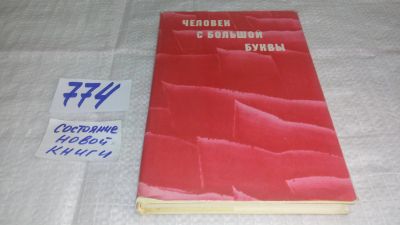 ЧЕЛОВЕК
С БОЛЬШОЙ
БУКВЫ
774
СОСТОЯНИЕ
НОВОЙ
КНИГИ